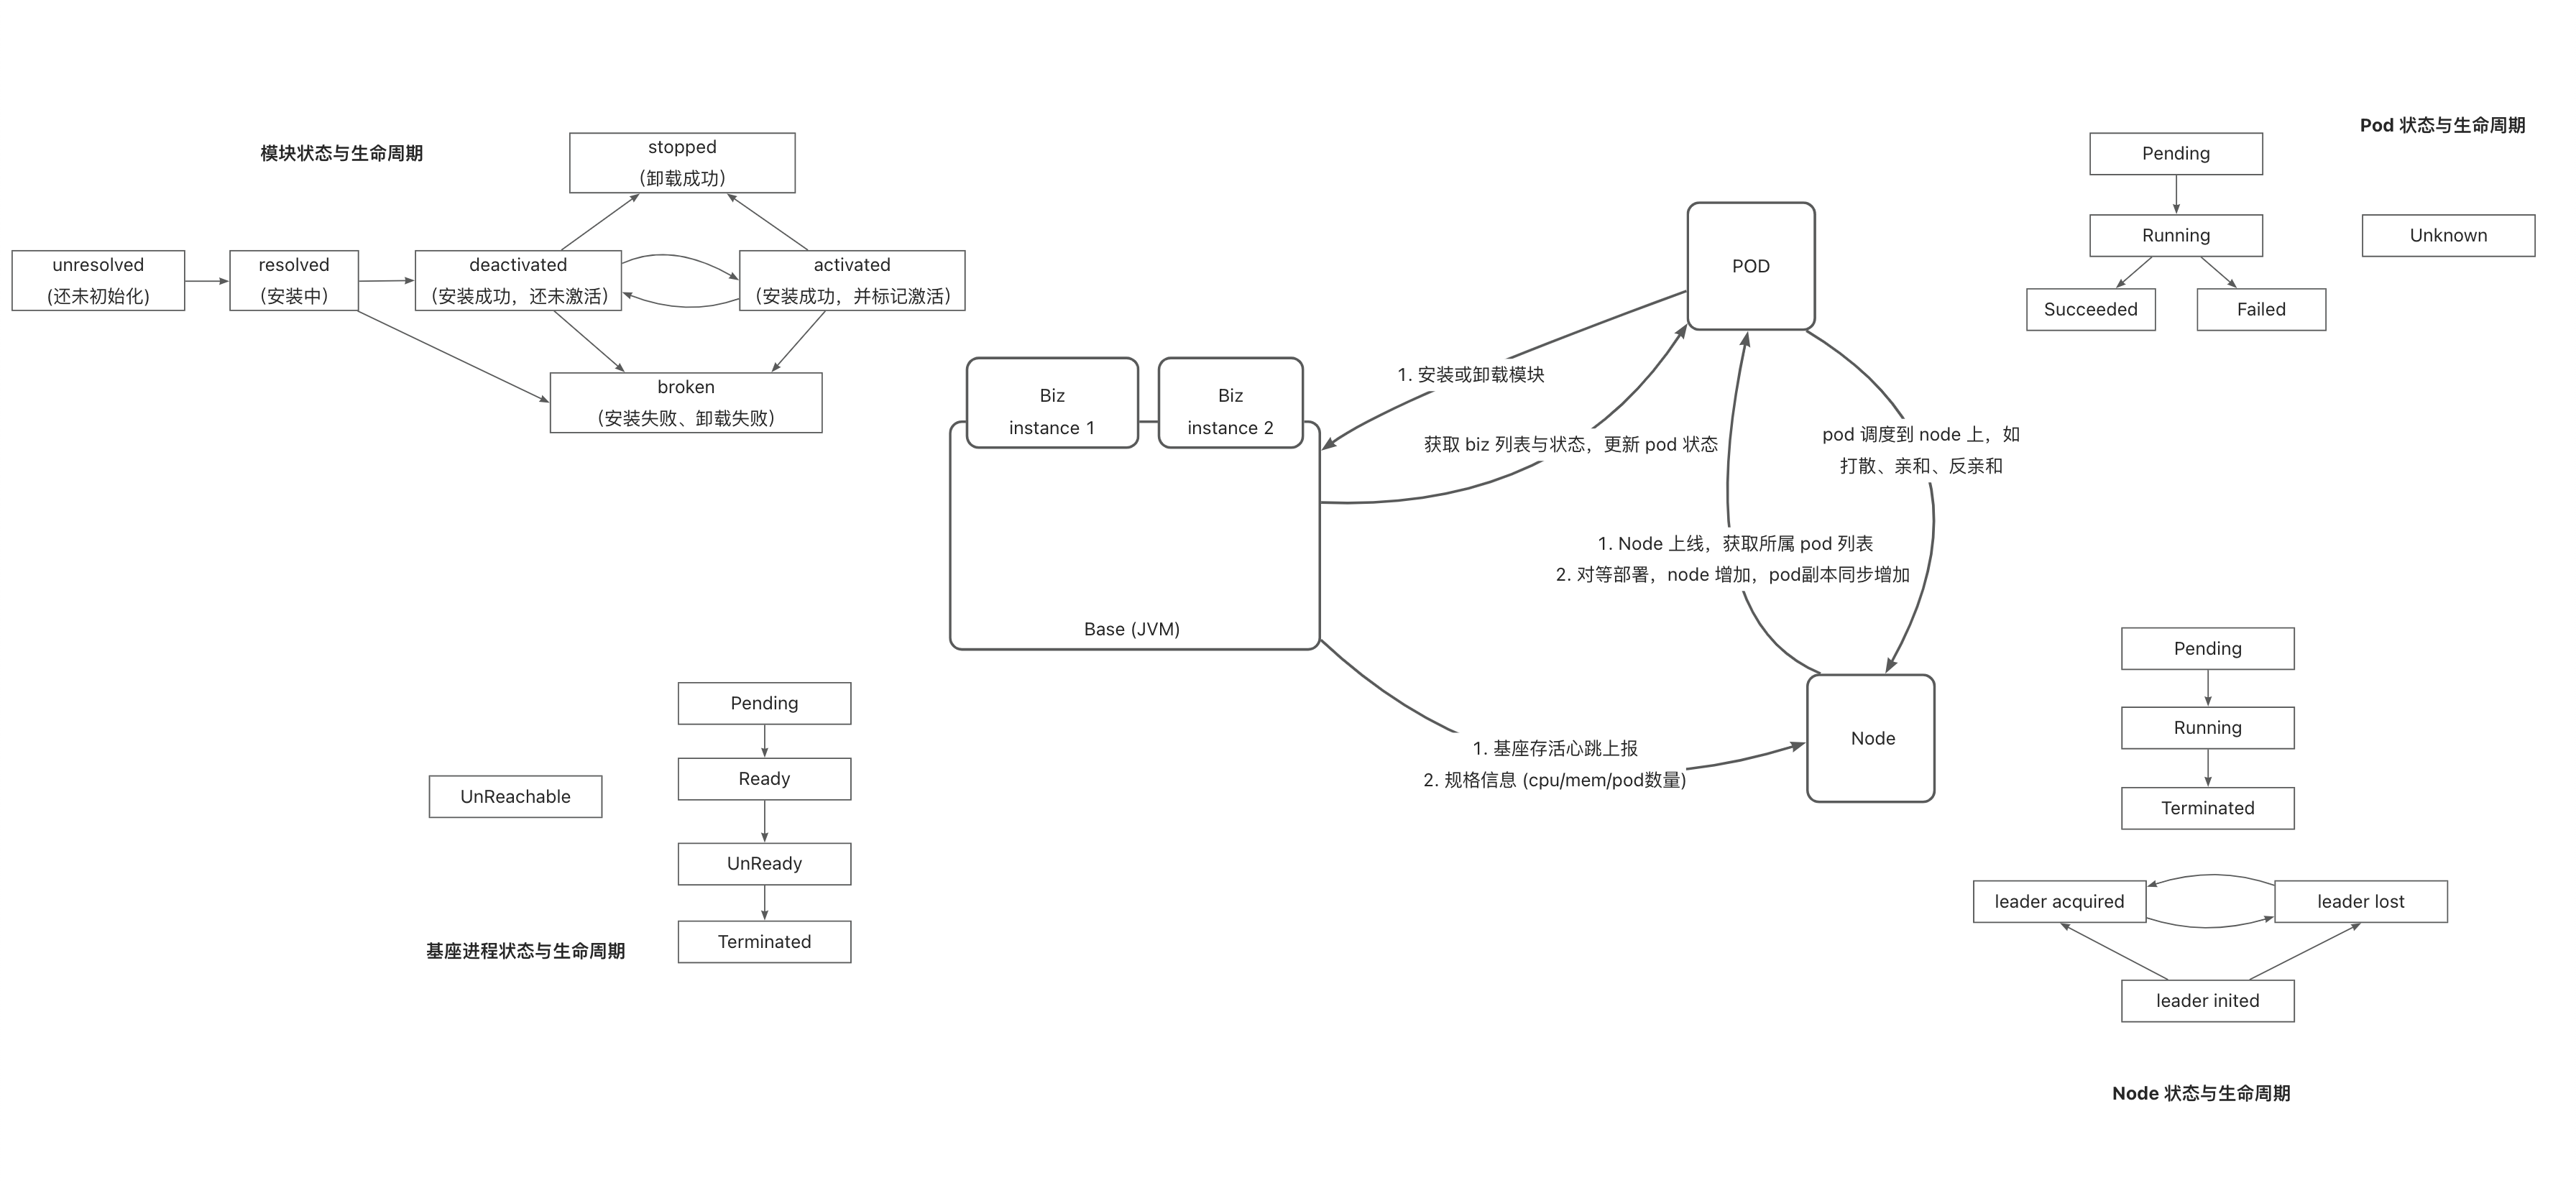 模块状态与生命周期
stopped
（卸载成功）
unresolved
(还未初始化)
resolved
（安装中）
deactivated
（安装成功，还未激活）
activated
（安装成功，并标记激活）
broken
（安装失败、卸载失败）
Pod 状态与生命周期
Pending
Running
Unknown
Succeeded
Failed
POD
Biz
instance 1
Biz
instance 2
Base (JVM)
1. 安装或卸载模块
获取 biz 列表与状态，更新 pod 状态
pod 调度到 node 上，如
打散、亲和、反亲和
1. Node 上线，获取所属 pod 列表
2. 对等部署，node 增加，pod副本同步增加
1. 基座存活心跳上报
2. 规格信息 (cpu/mem/pod数量)
Node
Pending
Ready
UnReachable
UnReady
Terminated
基座进程状态与生命周期
Pending
Running
Terminated
leader acquired
leader lost
leader inited
Node 状态与生命周期